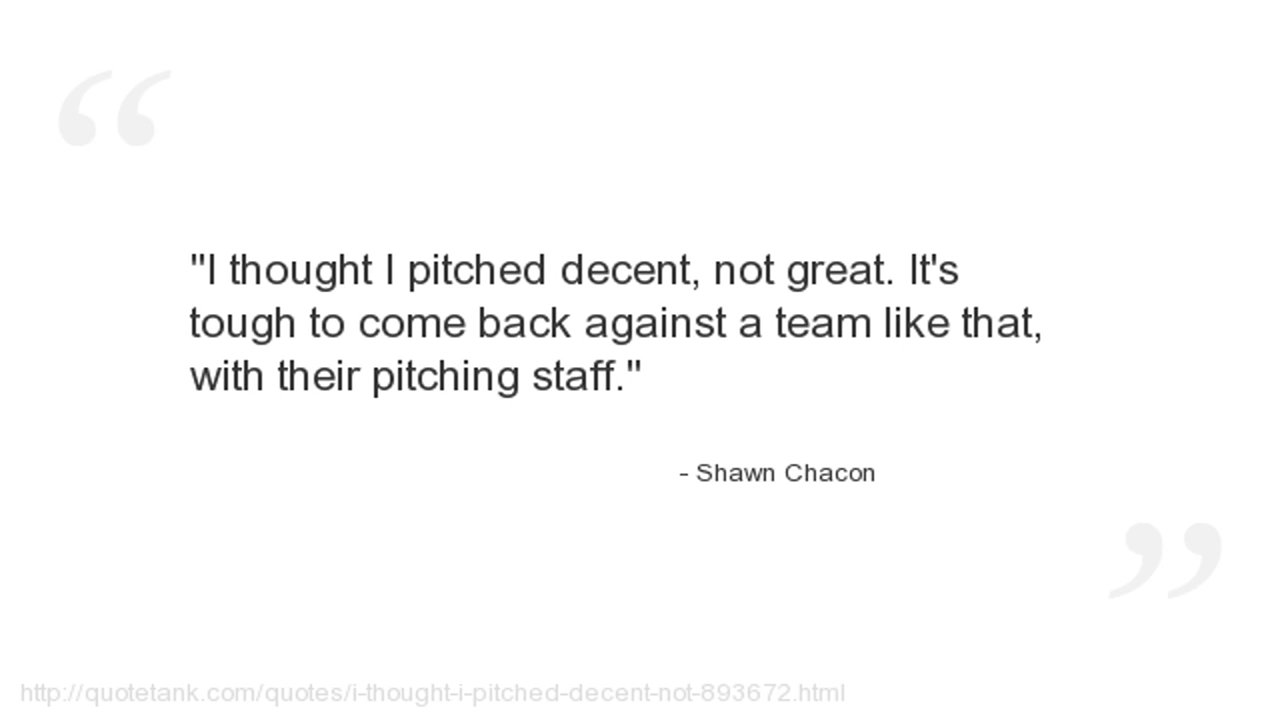 "I thought I pitched decent, not great. It's
tough to come back against a team like that,
with their pitching staff."
- Shawn Chacon
http://quotetank.com/quotes/i-thought-i-pitched-decent-not-893672.html